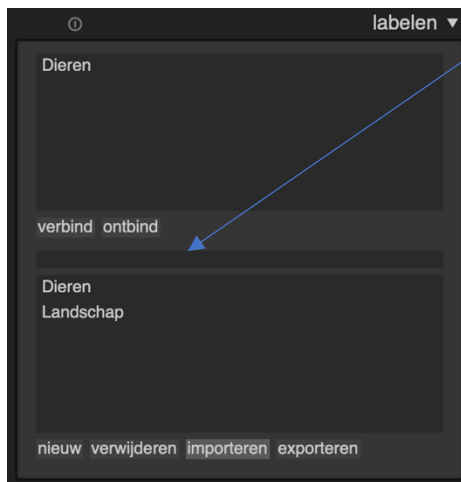 labelen
Dieren
verbind ontbind
Dieren
Landschap
nieuw verwijderen importeren exporteren